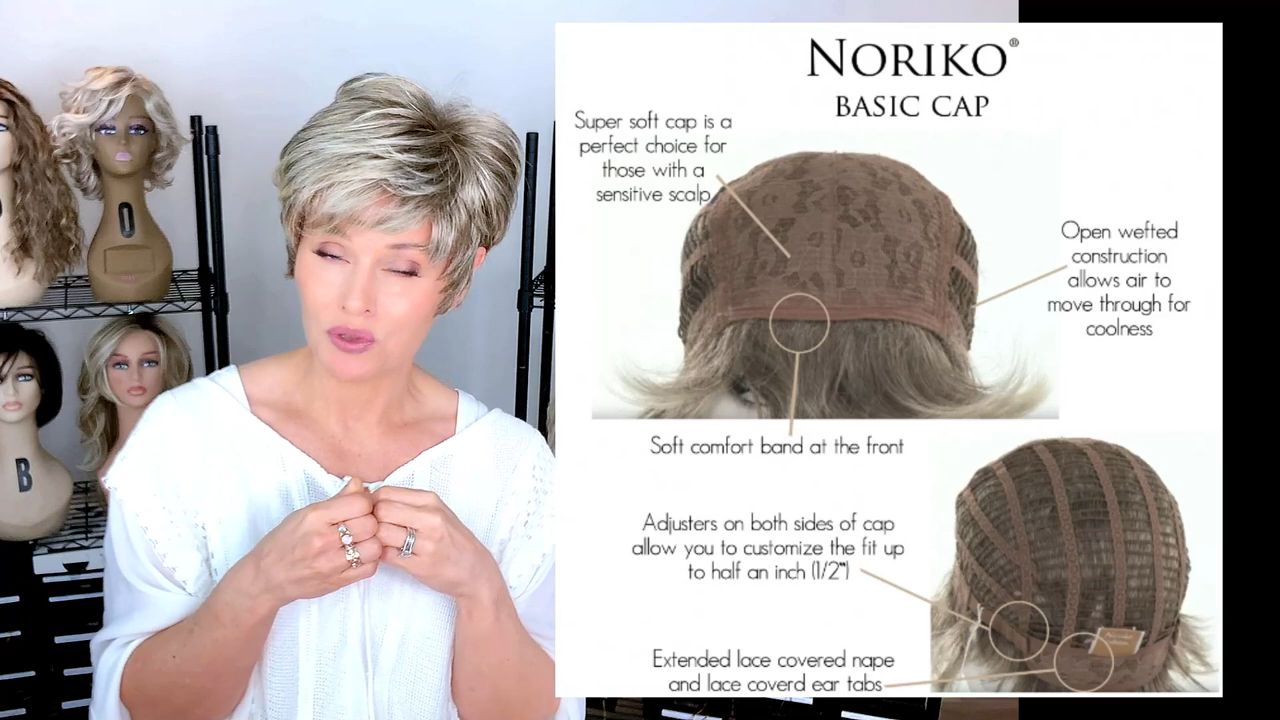 NORIKO®
BASIC CAP
Super soft cap is a
perfect choice for
those with a
sensitive scalp
Open wefted
construction
allows air to
move through for
coolness
Soft comfort band at the front
Adjusters on both sides of cap
allow you to customize the fit up
to half an inch (1/2")
Extended lace covered nape
and lace coverd ear tabs
B